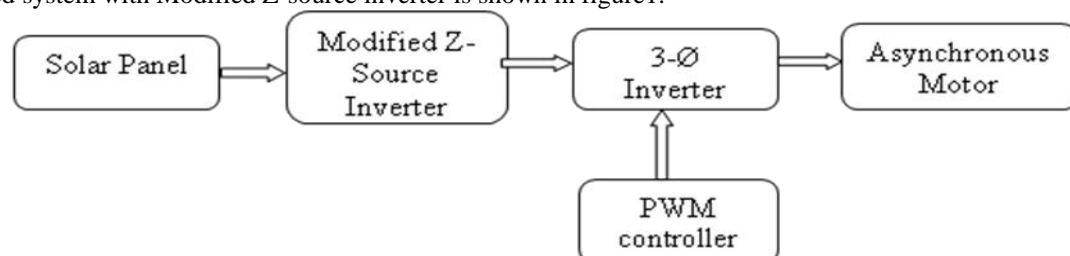 ed system with Modified Z-source inverter is shown in figure1.
Solar Panel
Modified Z-
Source
Inverter
3-Ø
Inverter
Asynchronous
Motor
PWM
controller